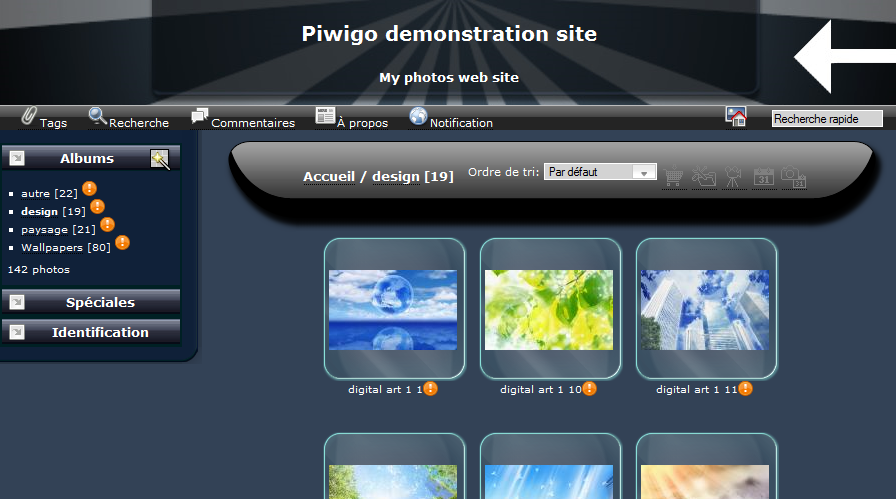 Piwigo demonstration site
My photos web site
Tags Recherche Commentaires À propos Notification Recherche rapide
Albums
autre [22]
design [19]
paysage [21]
Wallpapers [80]
142 photos
Spéciales
Identification
Accueil / design [19] Ordre de tri: Par défaut
31 23
digital art 1 1 digital art 1 10 digital art 1 11